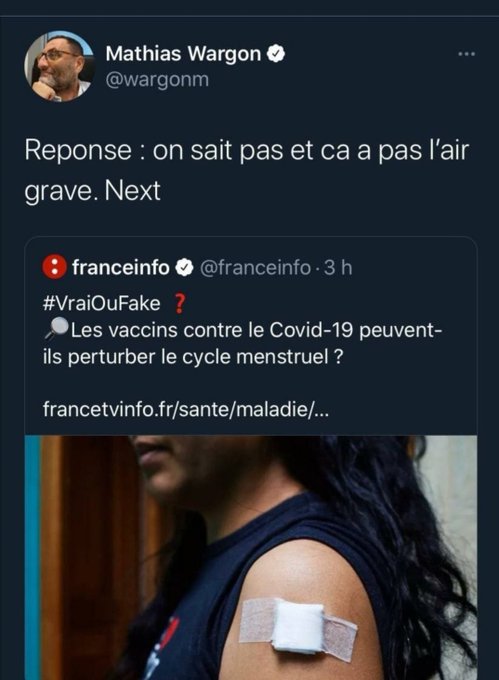 Mathias Wargon
@wargonm
Reponse : on sait pas et ca a pas l'air
grave. Next
franceinfo @franceinfo · 3 h
#VraiOuFake ❓
🔎Les vaccins contre le Covid-19 peuvent-
ils perturber le cycle menstruel ?
francetvinfo.fr/sante/maladie/...